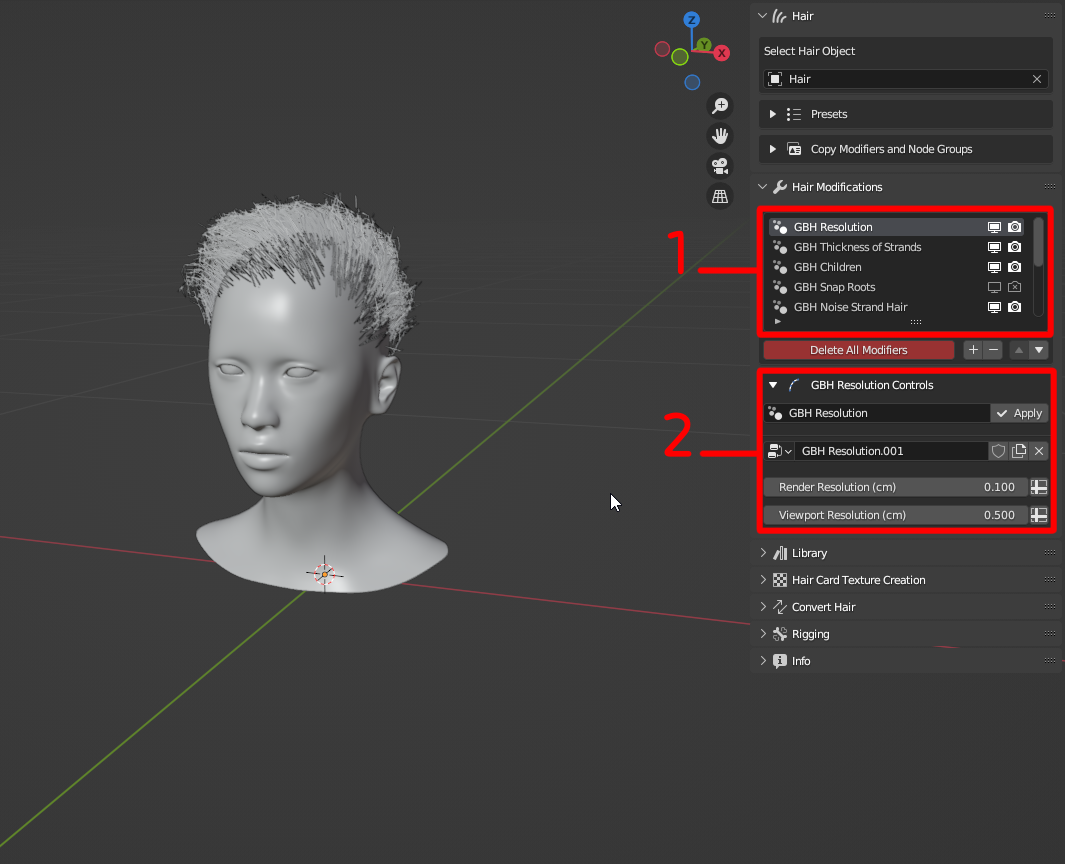 Z
Y
X
Hair
Select Hair Object
Hair
Presets
Copy Modifiers and Node Groups
Hair Modifications
1
GBH Resolution
GBH Thickness of Strands
GBH Children
GBH Snap Roots
GBH Noise Strand Hair
Delete All Modifiers
2
GBH Resolution Controls
GBH Resolution Apply
GBH Resolution.001
Render Resolution (cm) 0.100
Viewport Resolution (cm) 0.500
Library
Hair Card Texture Creation
Convert Hair
Rigging
Info